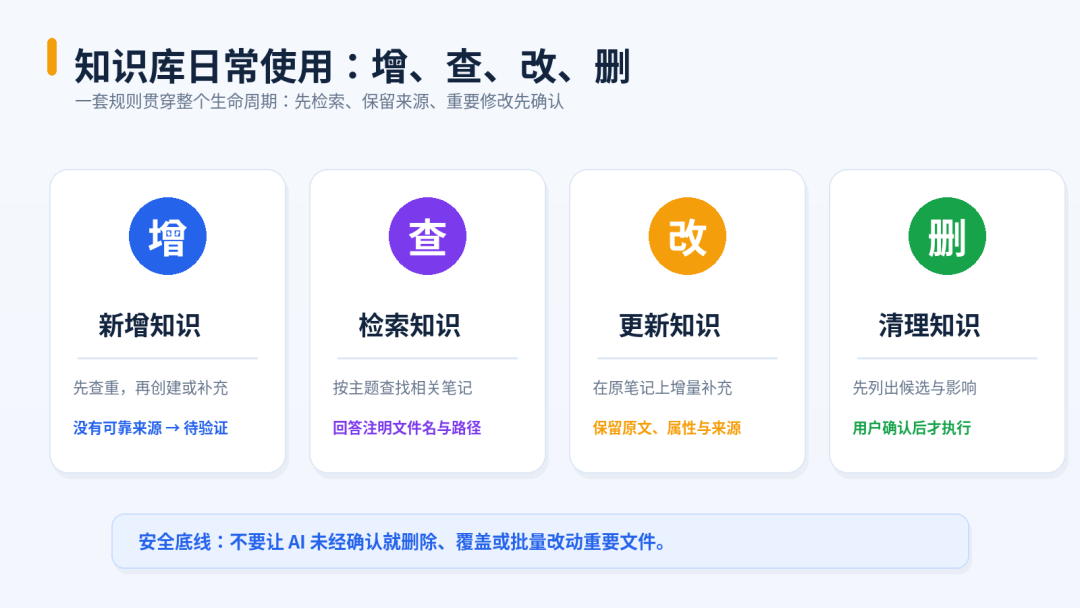 知识库日常使用：增、查、改、删
一套规则贯穿整个生命周期：先检索、保留来源、重要修改先确认
增
新增知识
先查重，再创建或补充
没有可靠来源 → 待验证
查
检索知识
按主题查找相关笔记
回答注明文件名与路径
改
更新知识
在原笔记上增量补充
保留原文、属性与来源
删
清理知识
先列出候选与影响
用户确认后才执行
安全底线：不要让 AI 未经确认就删除、覆盖或批量改动重要文件。